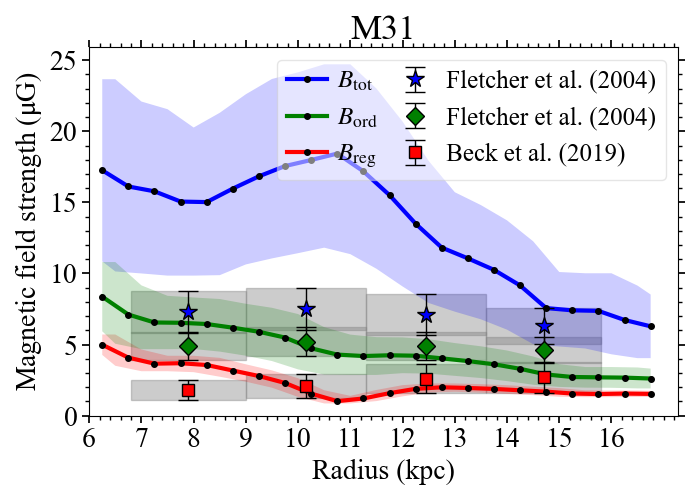 M31
Magnetic field strength (μG)
25
20
15
10
5
0
B_tot
B_ord
B_reg
Fletcher et al. (2004)
Fletcher et al. (2004)
Beck et al. (2019)
6 7 8 9 10 11 12 13 14 15 16
Radius (kpc)